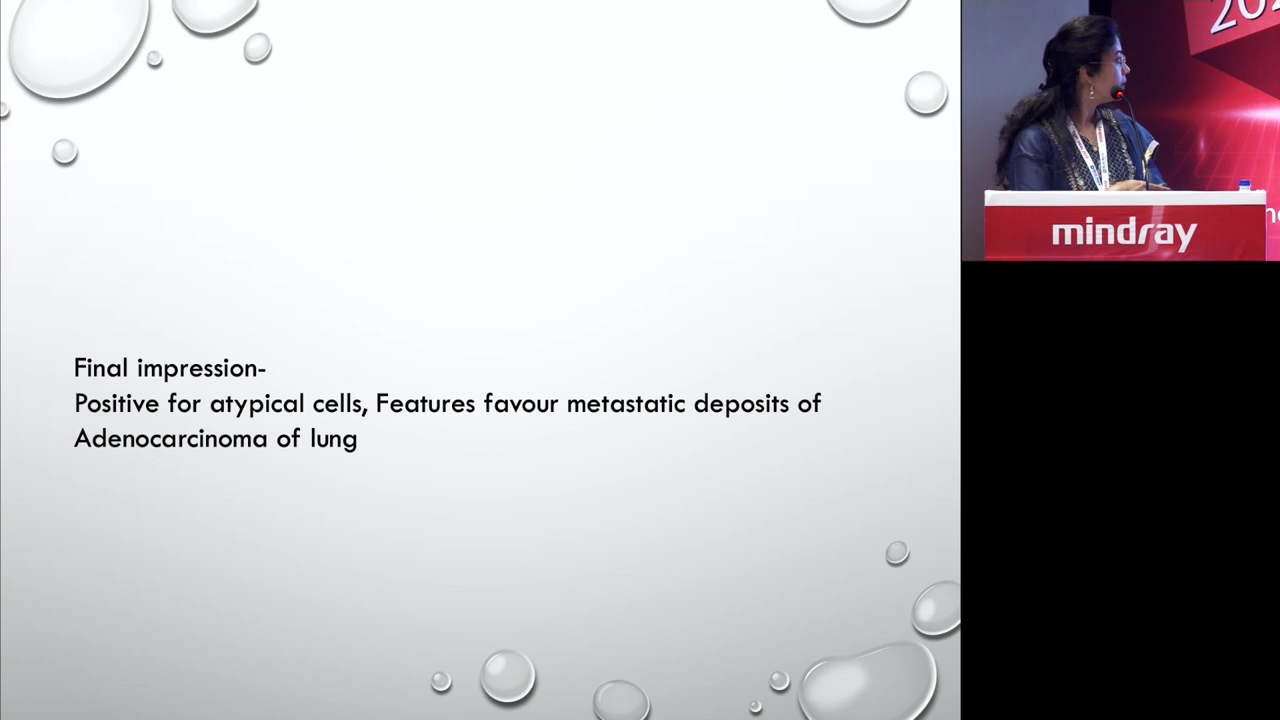 Final impression-
Positive for atypical cells, Features favour metastatic deposits of
Adenocarcinoma of lung
mindray